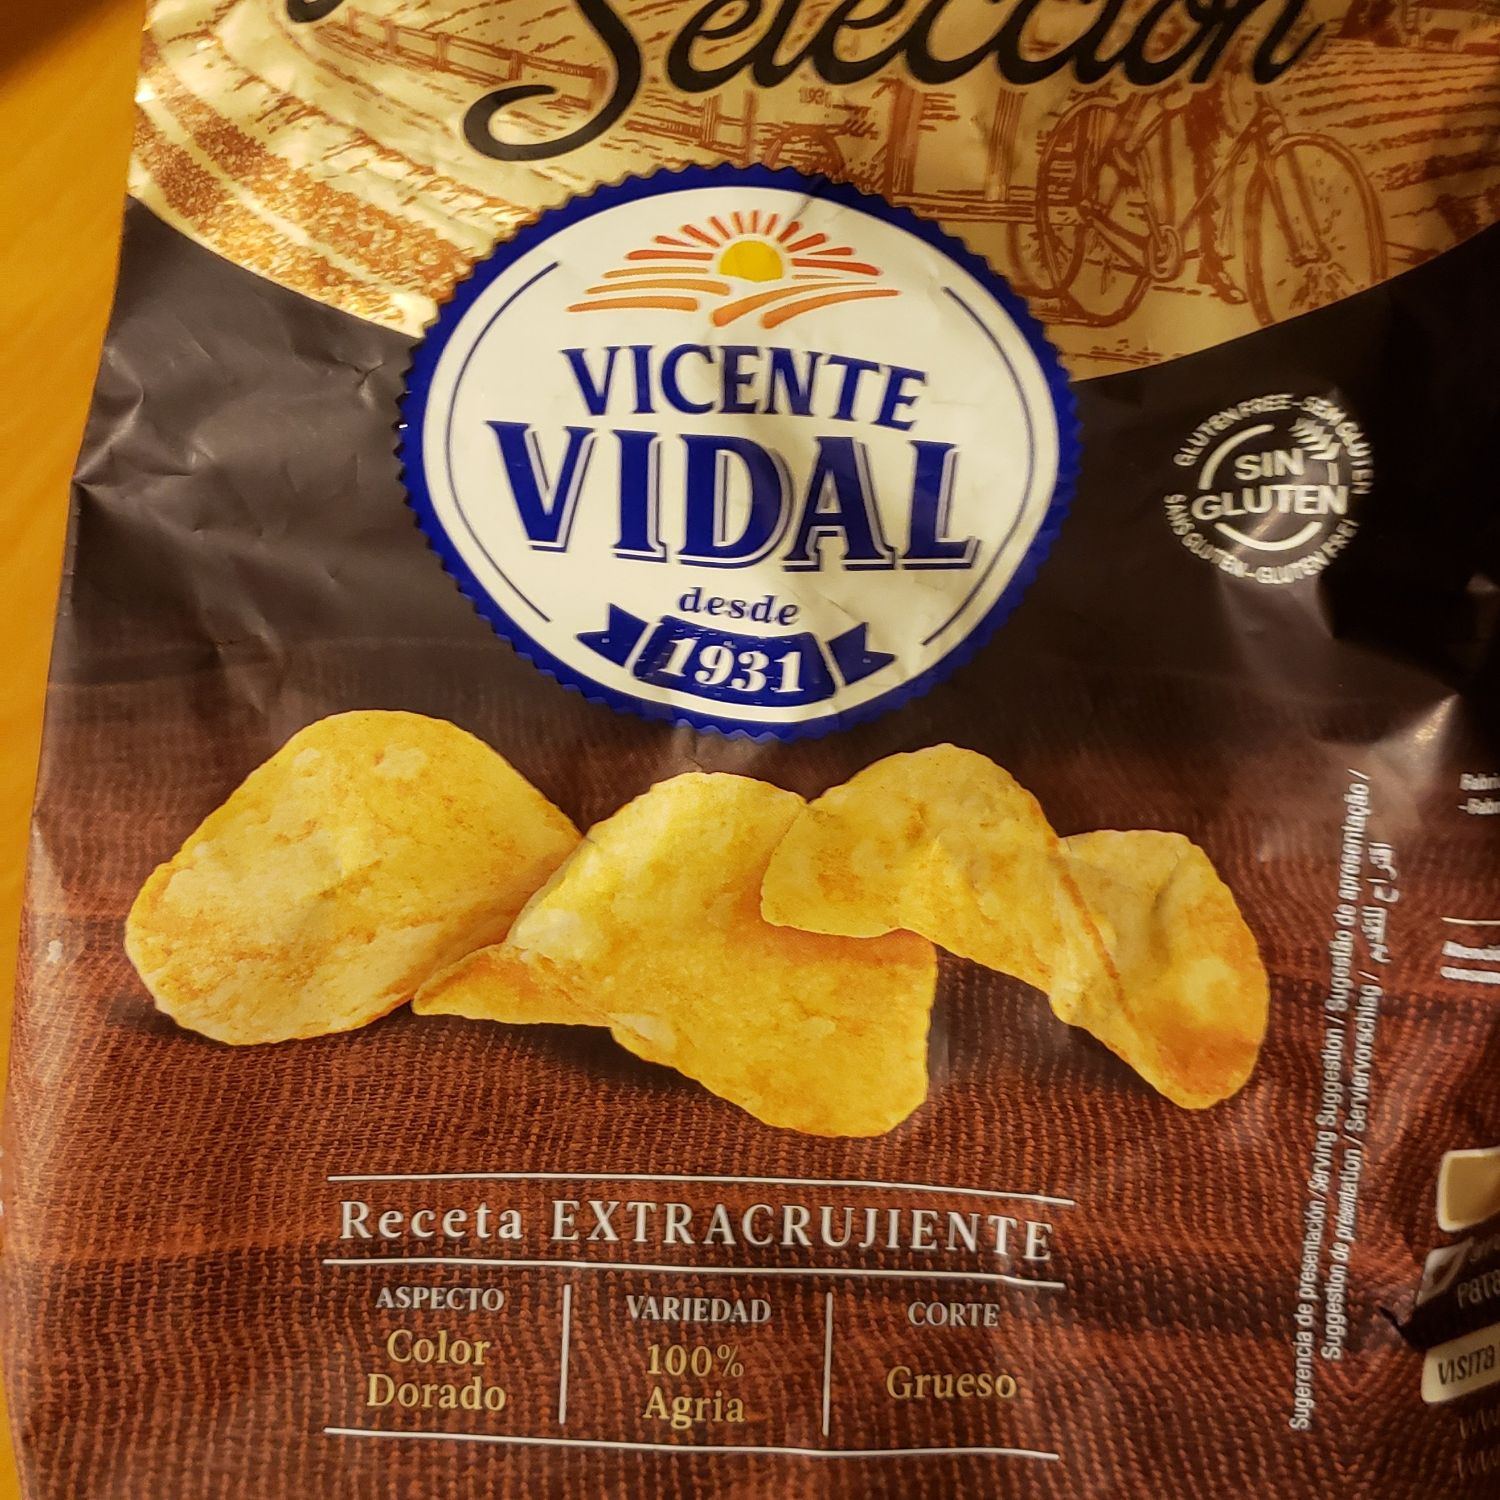 Selección
1931
VICENTE
VIDAL
desde
1931
GLUTEN FREE - SEM GLUTEN
SIN
GLUTEN
SANS GLUTEN - GLUTENFREI
Receta EXTRACRUJIENTE
ASPECTO
Color
Dorado
VARIEDAD
100%
Agria
CORTE
Grueso
Sugerencia de presentación / Serving Suggestion / Sugestão de apresentação /
Suggestion de présentation / Serviervorschlag / اقتراح للتقديم
VISITA